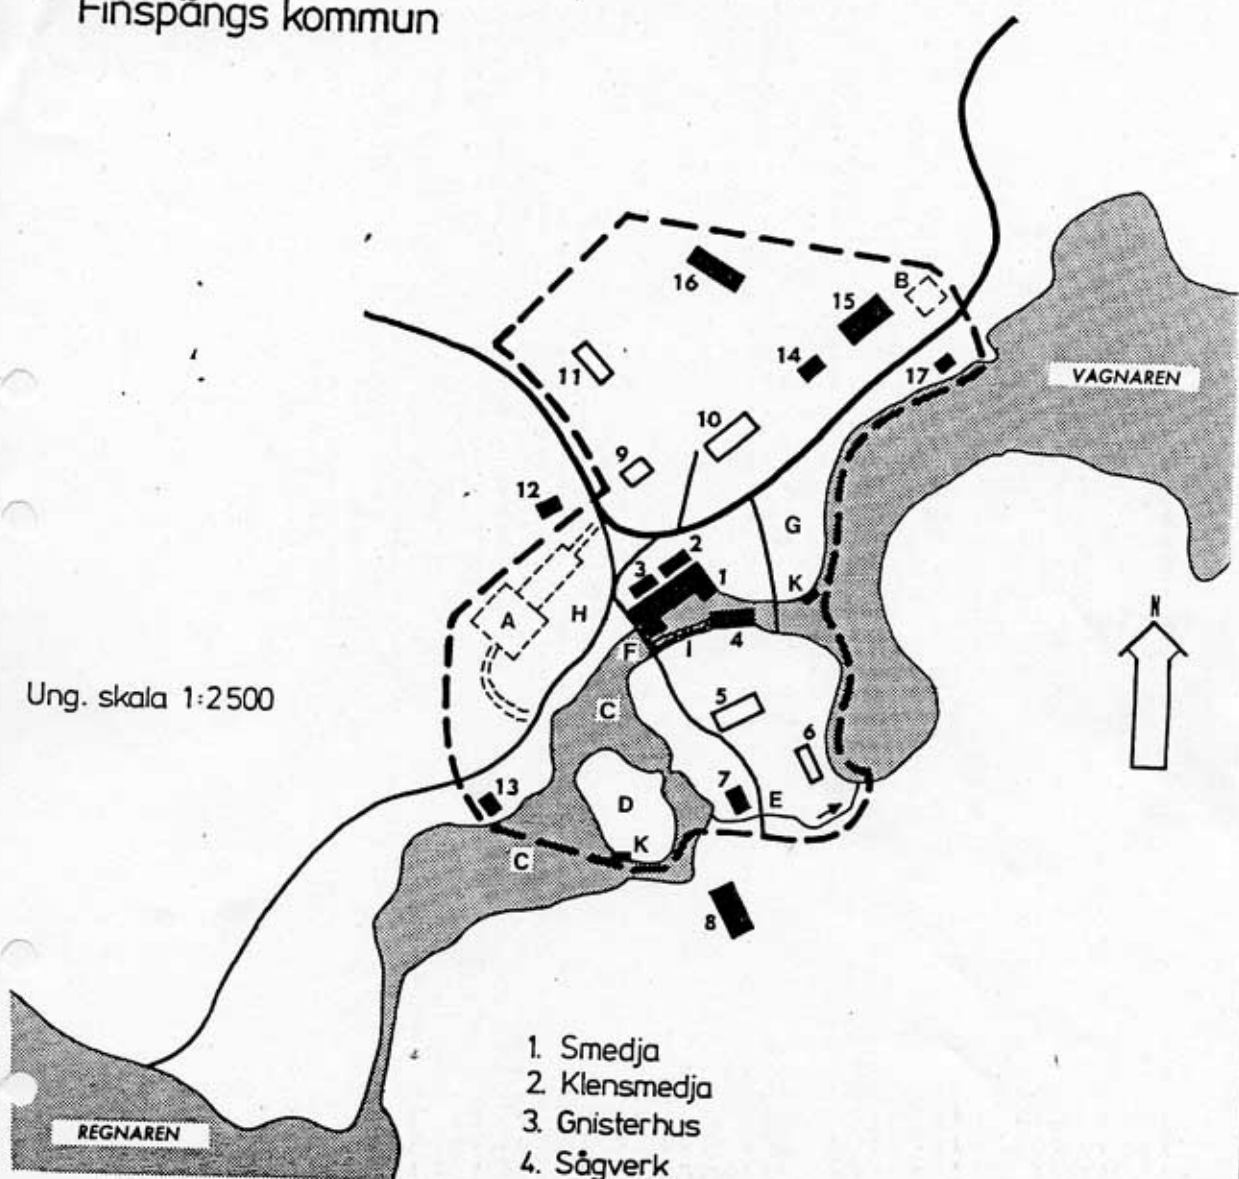 Finspångs kommun
16
B
15
14
17
11
VAGNAREN
10
9
12
G
2
3
1
K
N
A
H
4
F
I
Ung. skala 1:2500
C
5
6
13
D
7
E
K
C
8
1. Smedja
2. Klensmedja
REGNAREN
3. Gnisterhus
4. Sågverk